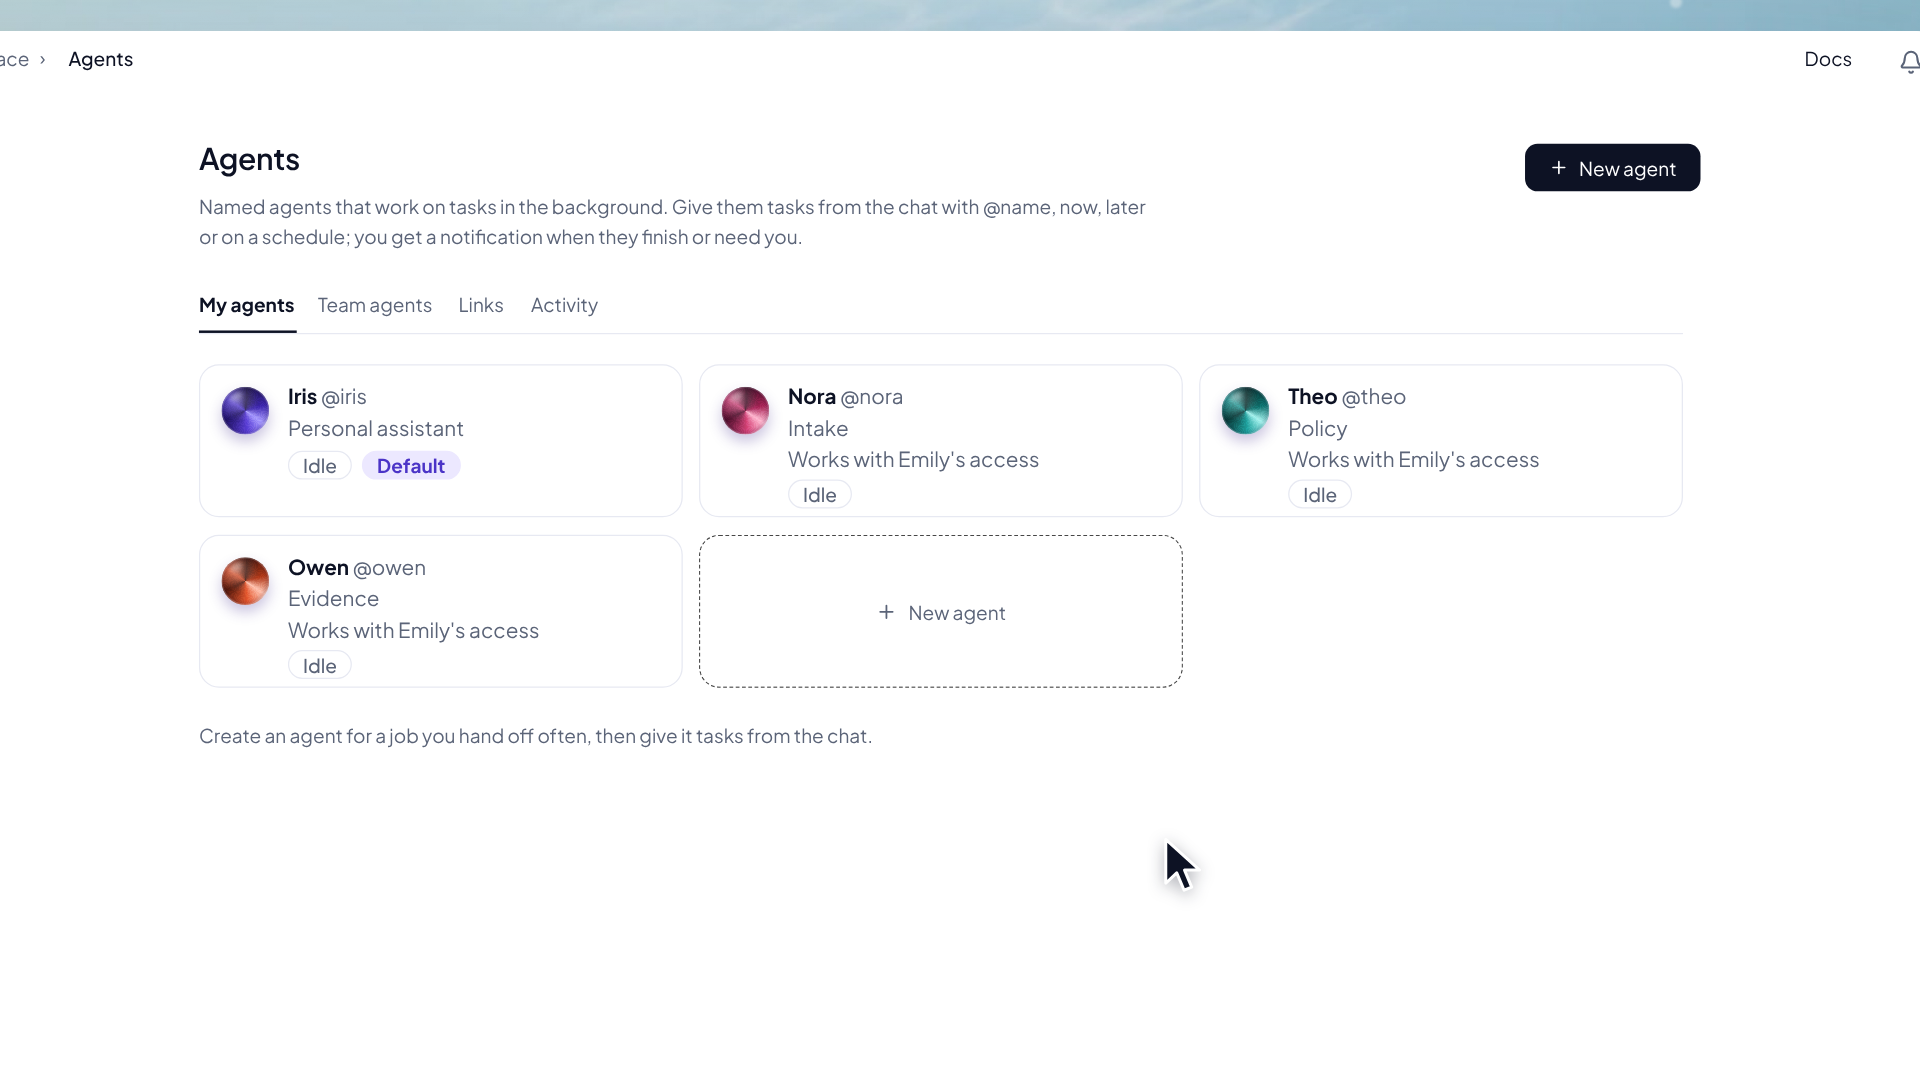 Agents
Docs
Agents
+ New agent
Named agents that work on tasks in the background. Give them tasks from the chat with @name, now, later
or on a schedule; you get a notification when they finish or need you.
My agents
Team agents
Links
Activity
Iris @iris
Personal assistant
Idle
Default
Nora @nora
Intake
Works with Emily's access
Idle
Theo @theo
Policy
Works with Emily's access
Idle
Owen @owen
Evidence
Works with Emily's access
Idle
+ New agent
Create an agent for a job you hand off often, then give it tasks from the chat.